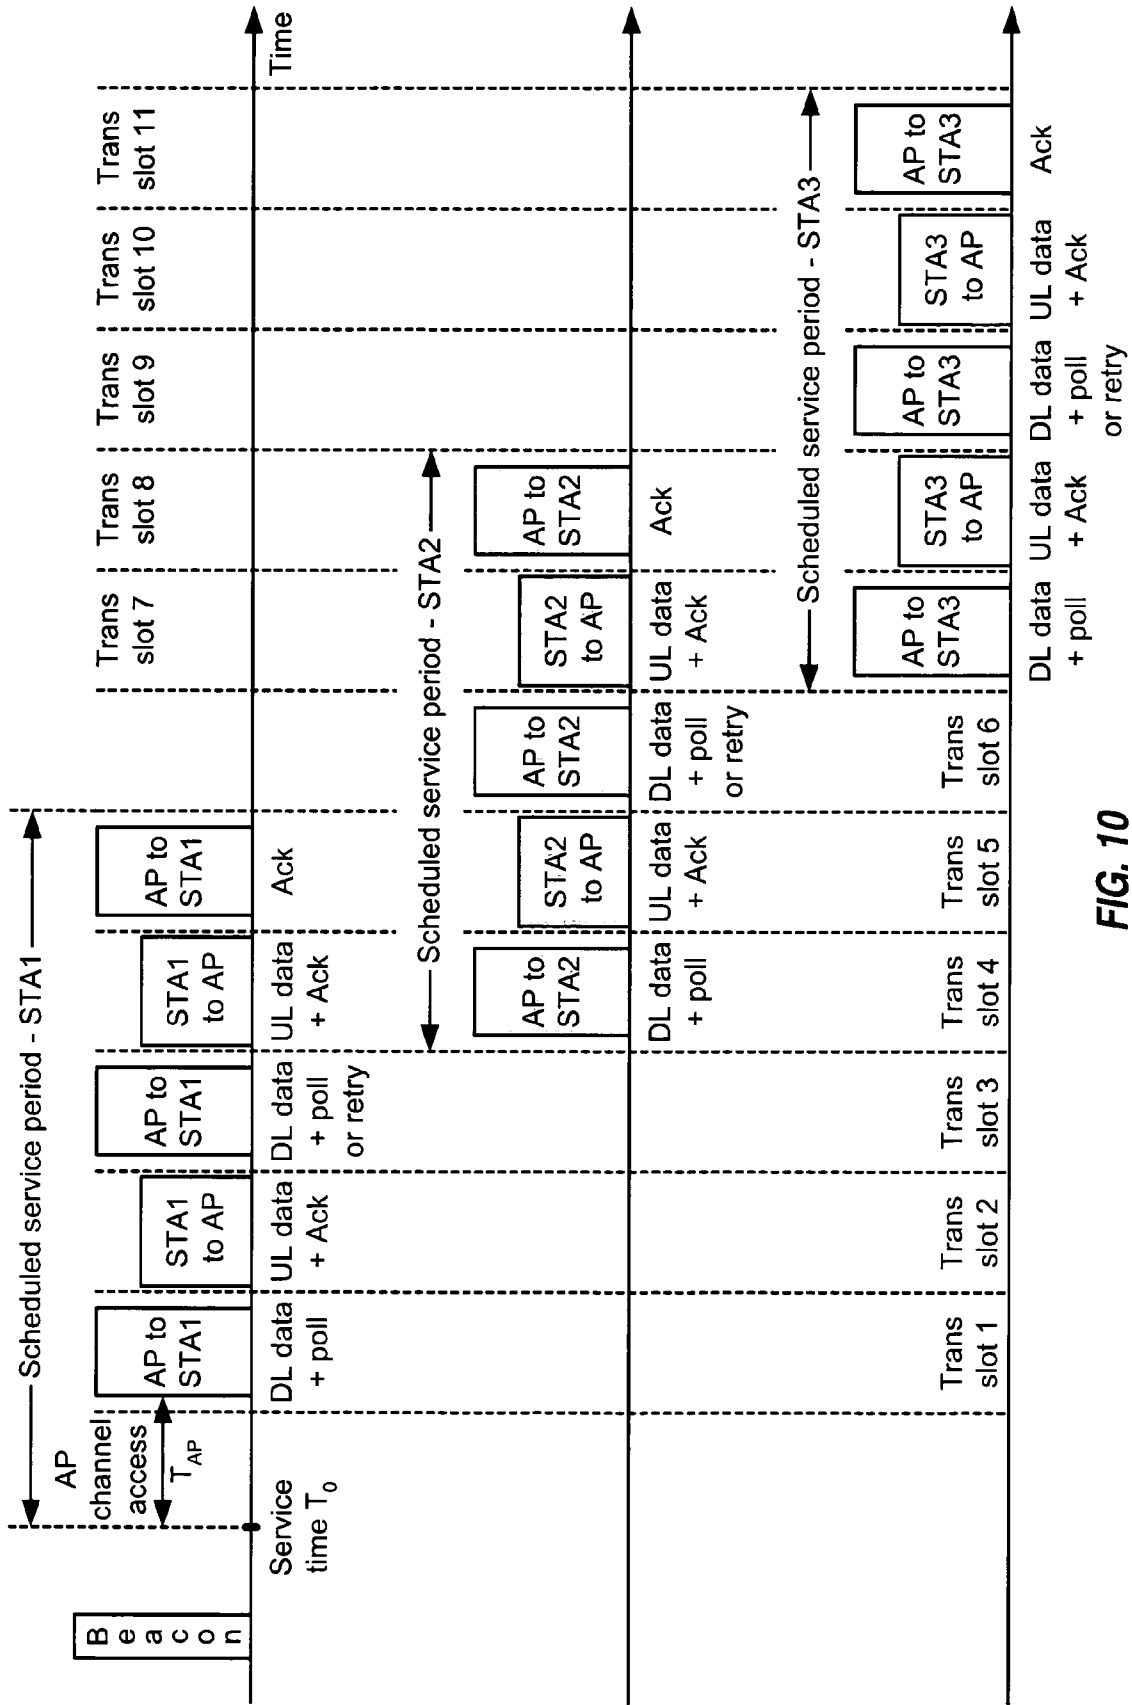 Scheduled service period - STA1
AP
channel
access
T_AP
Beacon
AP to
STA1
STA1
to AP
AP to
STA1
STA1
to AP
AP to
STA1
Trans
slot 7
Trans
slot 8
Trans
slot 9
Trans
slot 10
Trans
slot 11
Service
time T_0
DL data
+ poll
UL data
+ Ack
DL data
+ poll
or retry
UL data
+ Ack
Ack
Time
Scheduled service period - STA2
AP to
STA2
STA2
to AP
AP to
STA2
STA2
to AP
AP to
STA2
DL data
+ poll
UL data
+ Ack
DL data
+ poll
or retry
UL data
+ Ack
Ack
Scheduled service period - STA3
Trans
slot 1
Trans
slot 2
Trans
slot 3
Trans
slot 4
Trans
slot 5
Trans
slot 6
AP to
STA3
STA3
to AP
AP to
STA3
STA3
to AP
AP to
STA3
DL data
+ poll
UL data
+ Ack
DL data
+ poll
or retry
UL data
+ Ack
Ack
FIG. 10